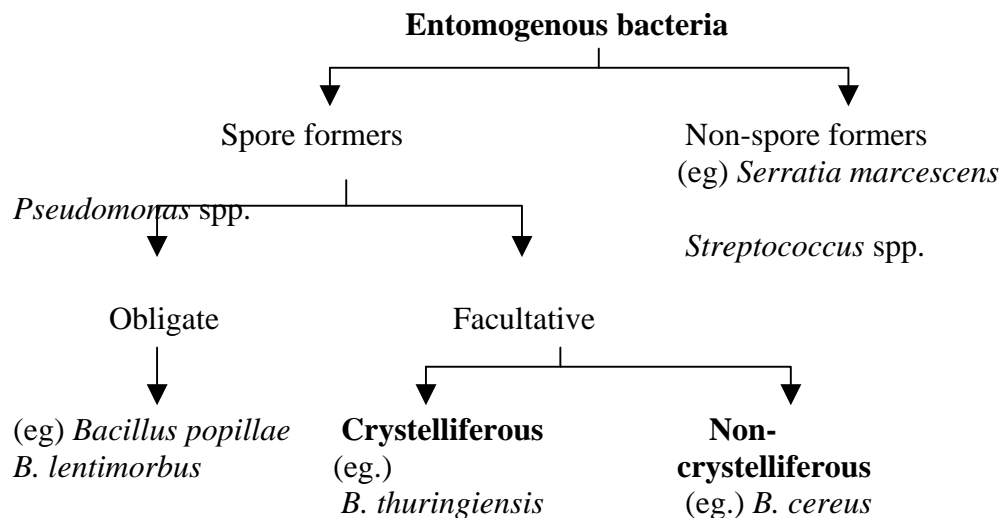 Entomogenous bacteria
Spore formers
Non-spore formers
(eg) Serratia marcescens
Pseudomonas spp.
Streptococcus spp.
Obligate
Facultative
(eg) Bacillus popillae
B. lentimorbus
Crystelliferous
(eg.)
B. thuringiensis
Non-
crystelliferous
(eg.) B. cereus